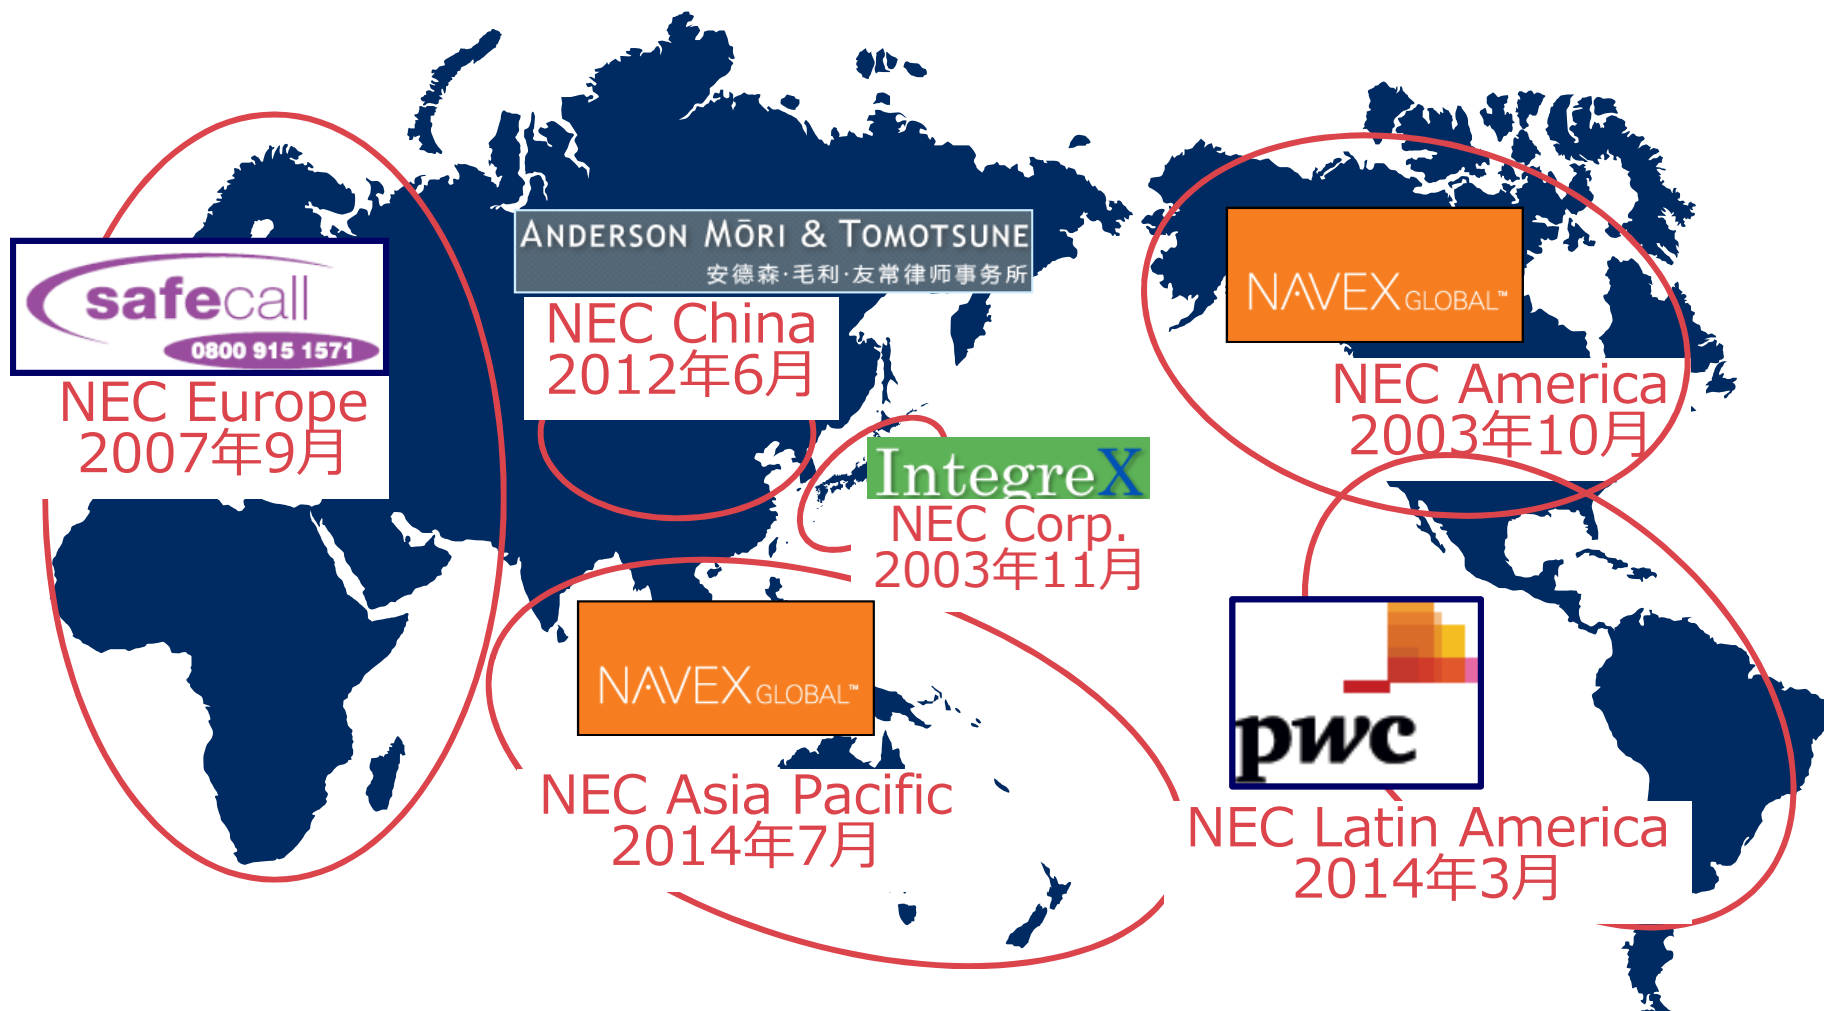 safecall
0800 915 1571
NEC Europe
2007年9月
ANDERSON MŌRI & TOMOTSUNE
安德森·毛利·友常律师事务所
NEC China
2012年6月
IntegreX
NEC Corp.
2003年11月
NAVEX GLOBAL™
NEC Asia Pacific
2014年7月
NAVEX GLOBAL™
NEC America
2003年10月
pwc
NEC Latin America
2014年3月